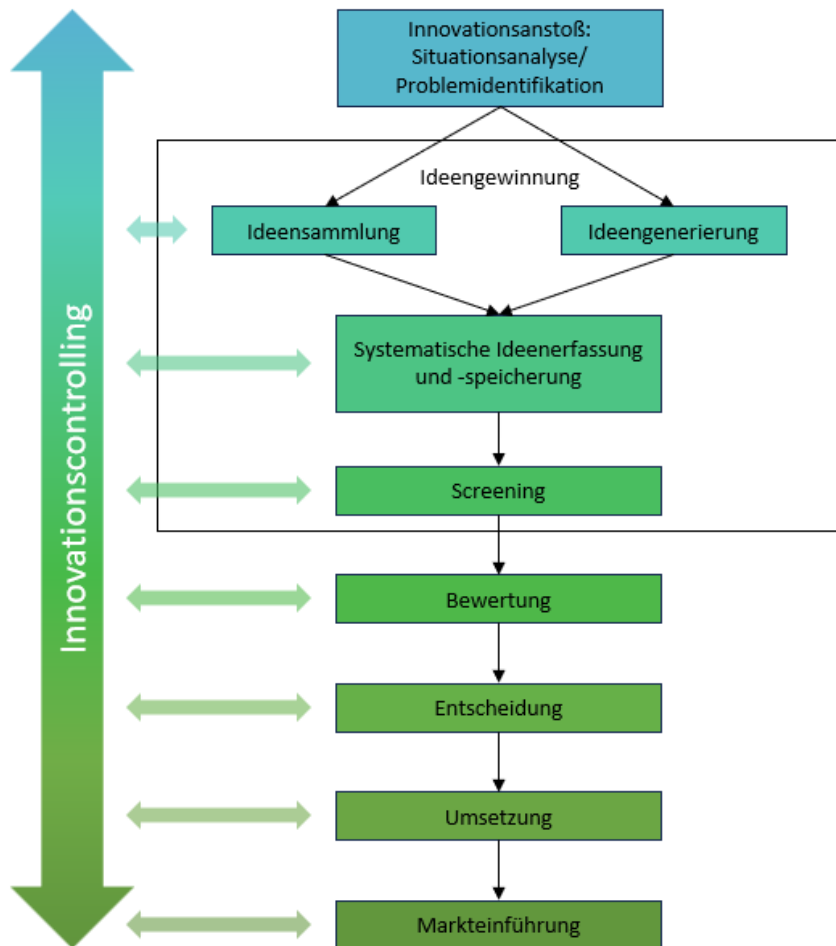 Innovationsanstoß:
Situationsanalyse/
Problemidentifikation
Ideengewinnung
Ideensammlung
Ideengenerierung
Systematische Ideenerfassung
und -speicherung
Screening
Bewertung
Entscheidung
Umsetzung
Markteinführung
Innovationscontrolling